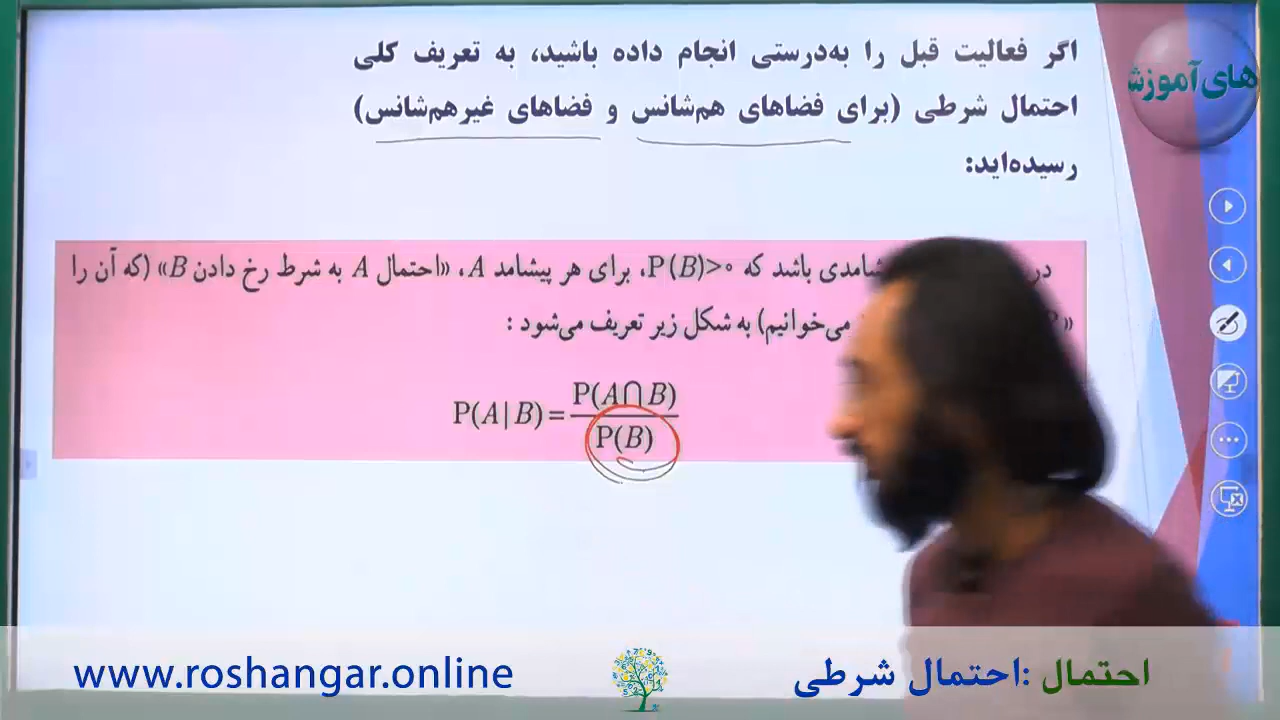 اگر فعالیت قبل را به‌درستی انجام داده باشید، به تعریف کلی
احتمال شرطی (برای فضاهای هم‌شانس و فضاهای غیرهم‌شانس)
رسیده‌اید:
های آموزش
در
شامدی باشد که P(B)>۰، برای هر پیشامد A، «احتمال A به شرط رخ دادن B» (که آن را
می‌خوانیم) به شکل زیر تعریف می‌شود :
P(A|B)=P(A∩B)/P(B)
احتمال :احتمال شرطی
www.roshangar.online